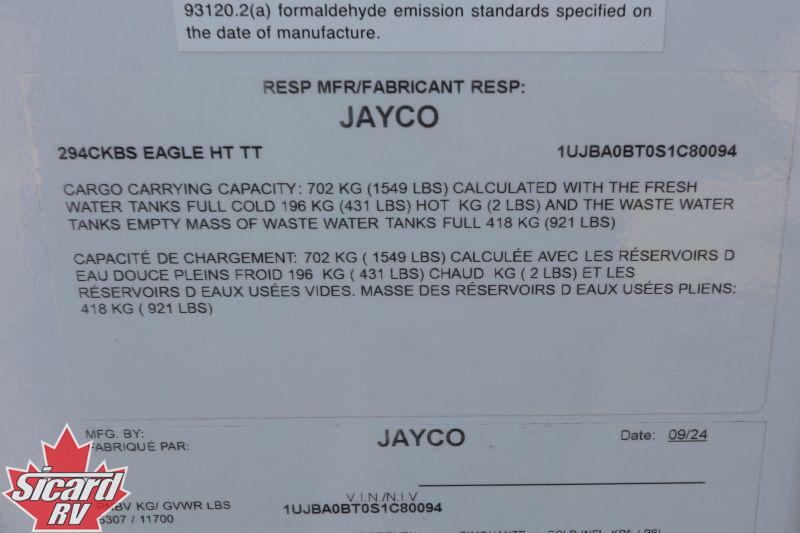 93120.2(a) formaldehyde emission standards specified on
the date of manufacture.
RESP MFR/FABRICANT RESP:
JAYCO
294CKBS EAGLE HT TT 1UJBA0BT0S1C80094
CARGO CARRYING CAPACITY: 702 KG (1549 LBS) CALCULATED WITH THE FRESH
WATER TANKS FULL COLD 196 KG (431 LBS) HOT KG (2 LBS) AND THE WASTE WATER
TANKS EMPTY MASS OF WASTE WATER TANKS FULL 418 KG (921 LBS)
CAPACITÉ DE CHARGEMENT: 702 KG ( 1549 LBS) CALCULÉE AVEC LES RÉSERVOIRS D
EAU DOUCE PLEINS FROID 196 KG ( 431 LBS) CHAUD KG ( 2 LBS) ET LES
RÉSERVOIRS D EAUX USÉES VIDES. MASSE DES RÉSERVOIRS D EAUX USÉES PLIENS:
418 KG ( 921 LBS)
MFG. BY: JAYCO Date: 09/24
FABRIQUÉ PAR:
V.I.N./N.I.V
KG/ GVWR LBS 1UJBA0BT0S1C80094
5307 / 11700
Sicard
RV